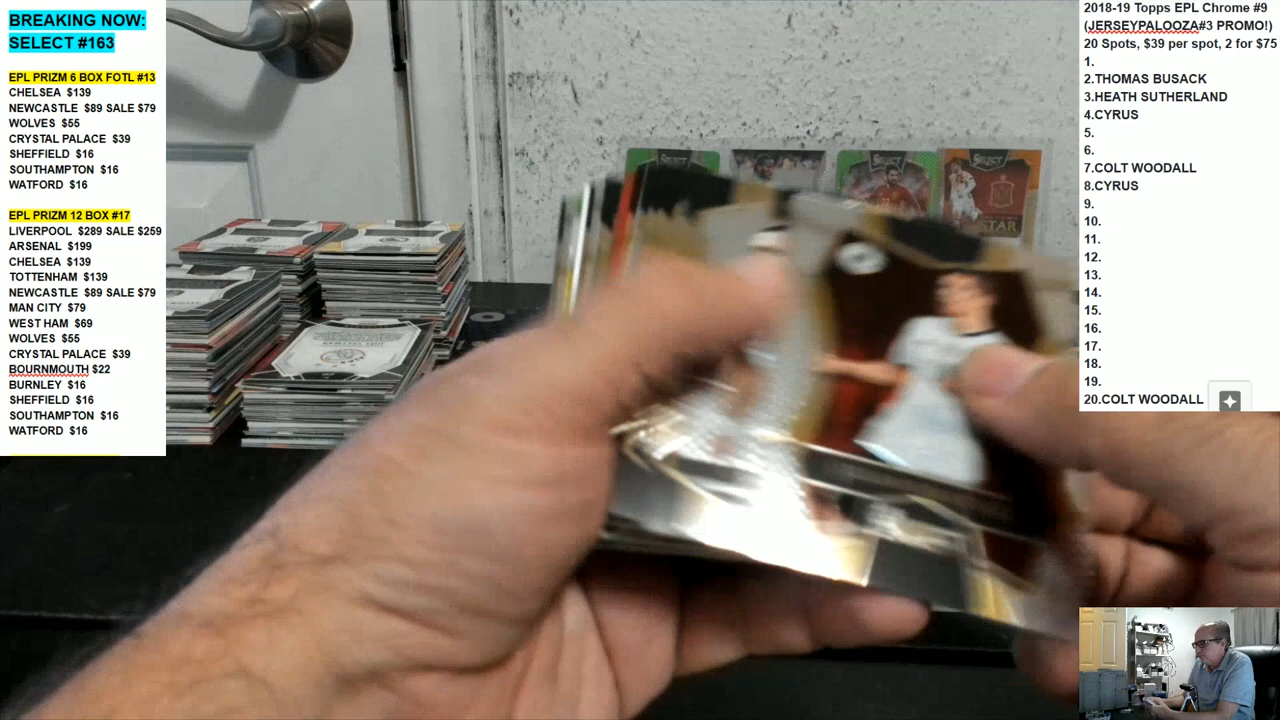 BREAKING NOW:
SELECT #163
EPL PRIZM 6 BOX FOTL #13
CHELSEA $139
NEWCASTLE $89 SALE $79
WOLVES $55
CRYSTAL PALACE $39
SHEFFIELD $16
SOUTHAMPTON $16
WATFORD $16
EPL PRIZM 12 BOX #17
LIVERPOOL $289 SALE $259
ARSENAL $199
CHELSEA $139
TOTTENHAM $139
NEWCASTLE $89 SALE $79
MAN CITY $79
WEST HAM $69
WOLVES $55
CRYSTAL PALACE $39
BOURNMOUTH $22
BURNLEY $16
SHEFFIELD $16
SOUTHAMPTON $16
WATFORD $16
SELECT
SELECT
SELECT
STAR
2018-19 Topps EPL Chrome #9
(JERSEYPALOOZA#3 PROMO!)
20 Spots, $39 per spot, 2 for $75
1.
2.THOMAS BUSACK
3.HEATH SUTHERLAND
4.CYRUS
5.
6.
7.COLT WOODALL
8.CYRUS
9.
10.
11.
12.
13.
14.
15.
16.
17.
18.
19.
20.COLT WOODALL